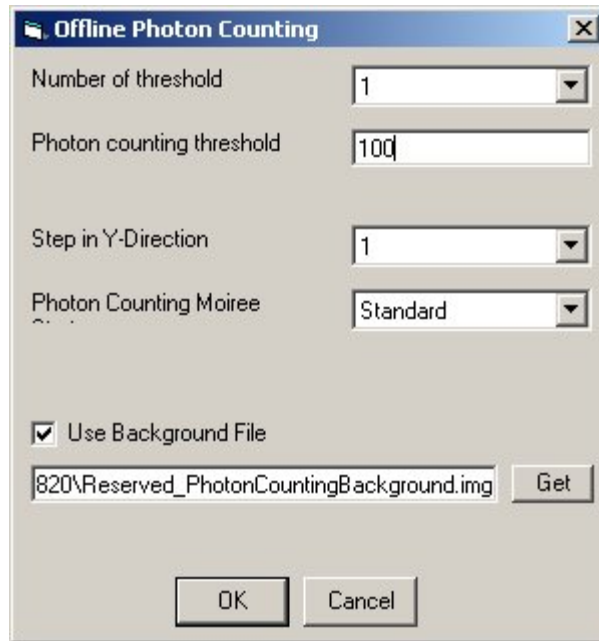 Offline Photon Counting
Number of threshold 1
Photon counting threshold 100
Step in Y-Direction 1
Photon Counting Moiree Standard
Use Background File
820\Reserved_PhotonCountingBackground.img Get
OK Cancel